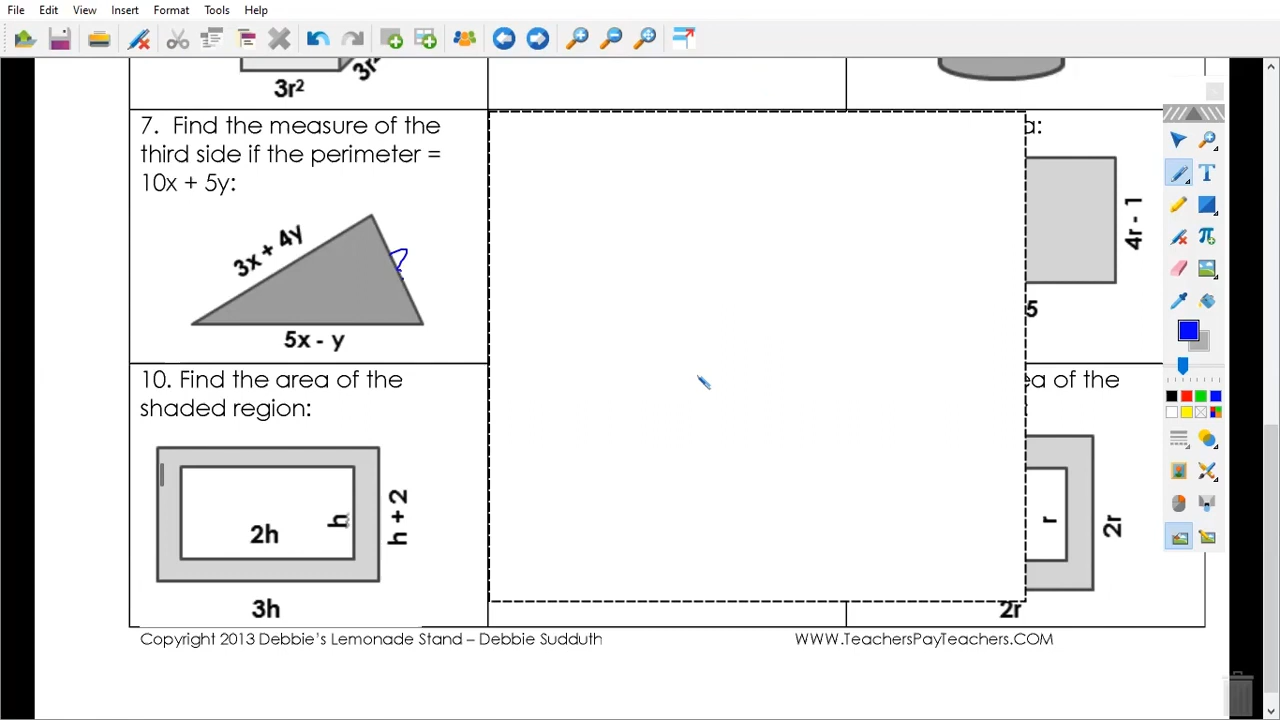 File Edit View Insert Format Tools Help
3r²
3r
7. Find the measure of the
third side if the perimeter =
10x + 5y:
3x + 4y
?
5x - y
a:
4r - 1
5
10. Find the area of the
shaded region:
2h
h
h + 2
3h
ea of the
r
2r
2r
Copyright 2013 Debbie's Lemonade Stand – Debbie Sudduth
WWW.TeachersPayTeachers.COM